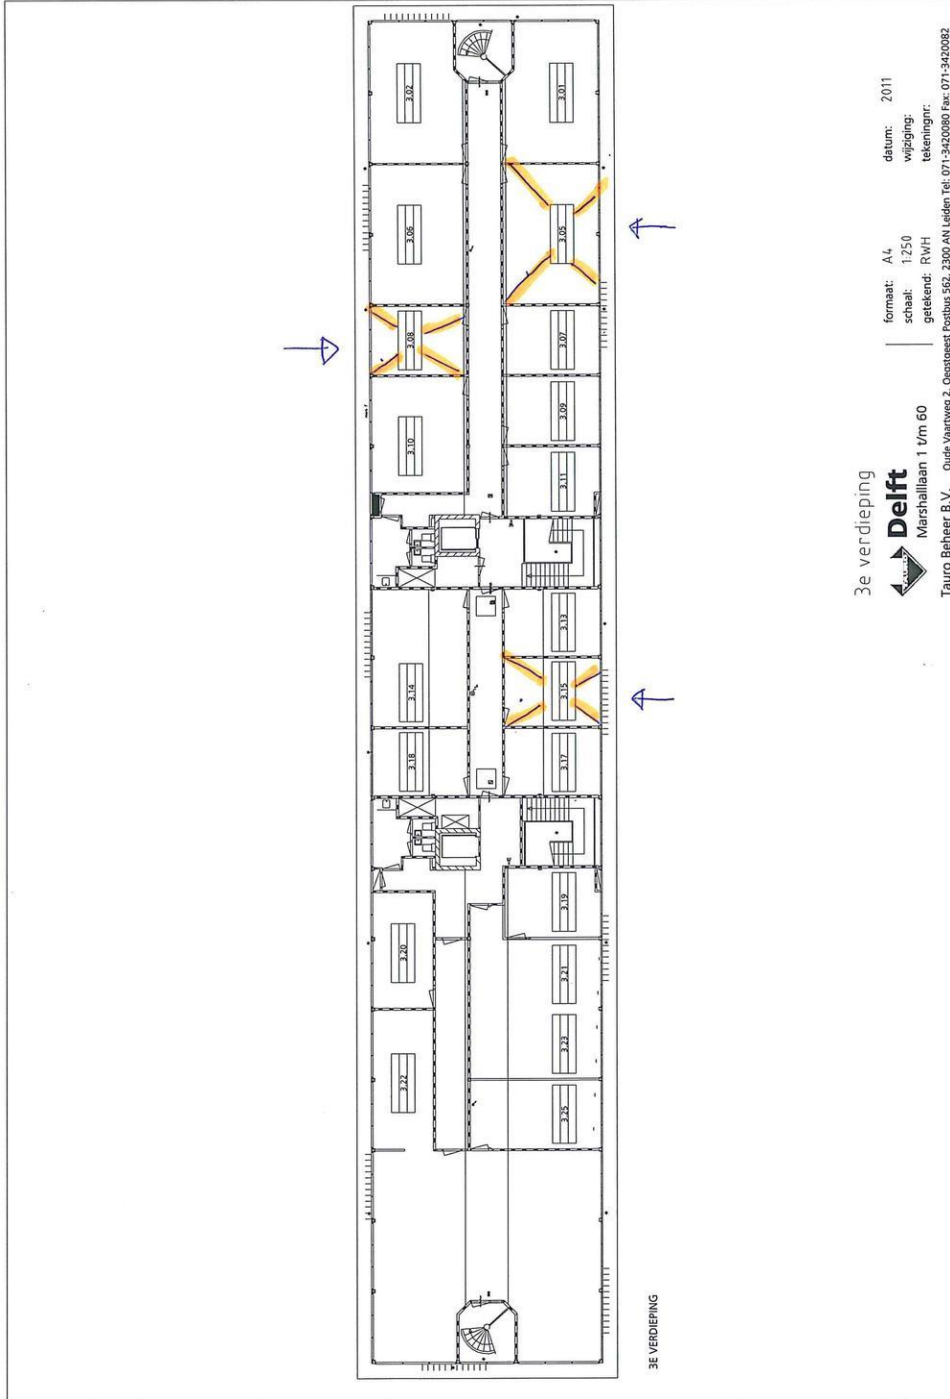 3.22
3.20
3.18
3.14
3.10
3.08
3.06
3.02
3.25
3.23
3.21
3.19
3.17
3.15
3.13
3.11
3.09
3.07
3.05
3.01
3E VERDIEPING
3e verdieping
Delft
Marshallaan 1 t/m 60
formaat: A4
schaal: 1:250
getekend: RWH
datum: 2011
wijziging:
tekeningnr:
Tauro Beheer B.V. Oude Vaartweg 2, Oegstgeest Postbus 562, 2300 AN Leiden Tel: 071-3420080 Fax: 071-3420082